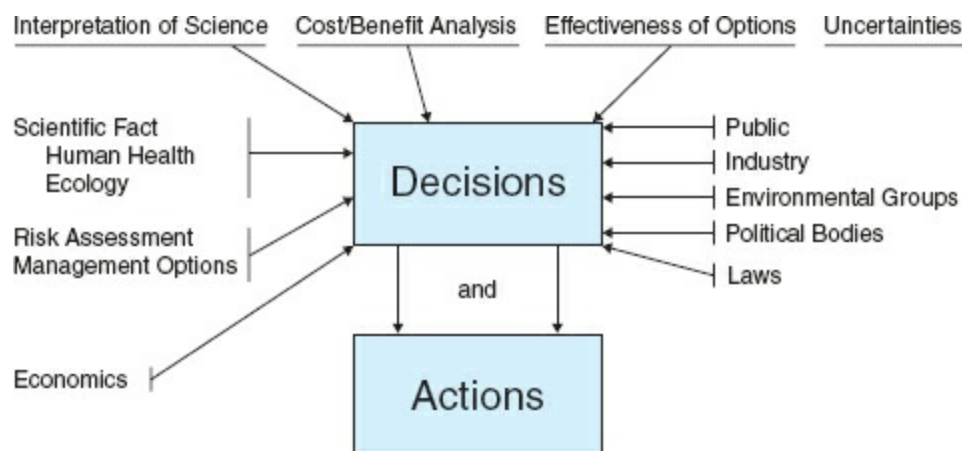 Interpretation of Science
Cost/Benefit Analysis
Effectiveness of Options
Uncertainties
Scientific Fact
Human Health
Ecology
Risk Assessment
Management Options
Economics
Decisions
and
Actions
Public
Industry
Environmental Groups
Political Bodies
Laws